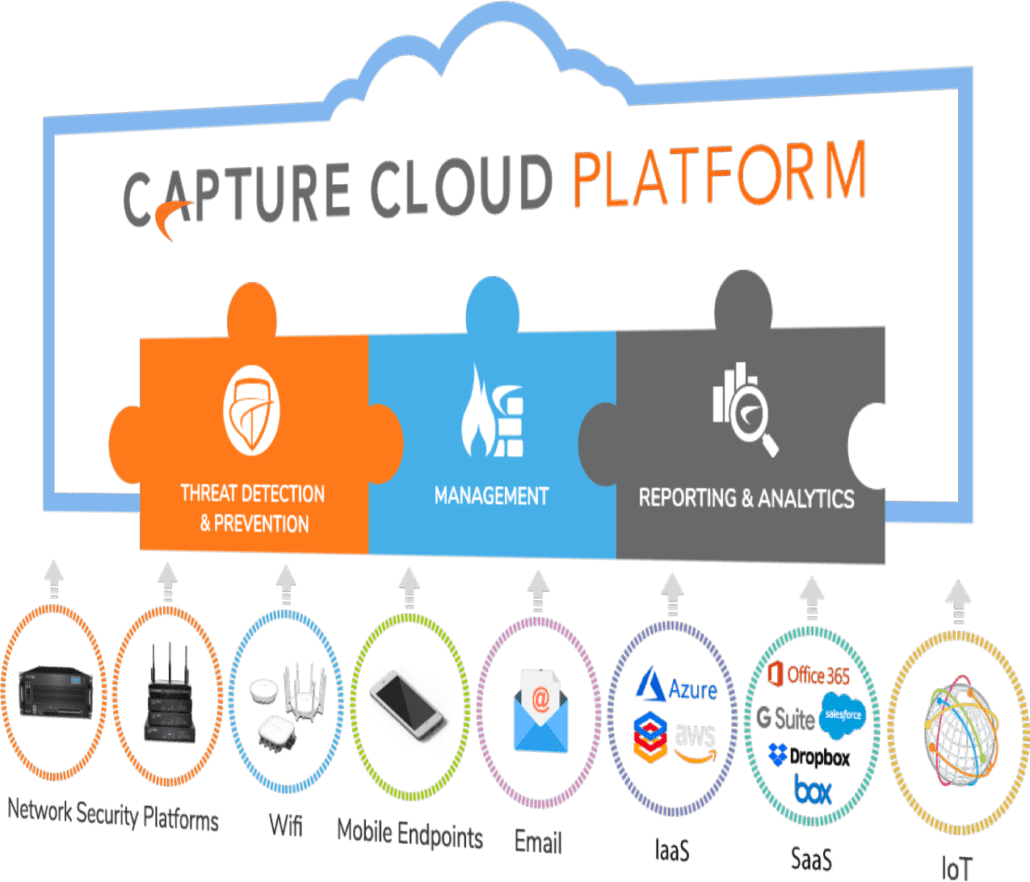 CAPTURE CLOUD PLATFORM
THREAT DETECTION
& PREVENTION
MANAGEMENT
REPORTING & ANALYTICS
@
Azure
aws
Office 365
G Suite
salesforce
Dropbox
box
Network Security Platforms
Wifi
Mobile Endpoints
Email
IaaS
SaaS
IoT